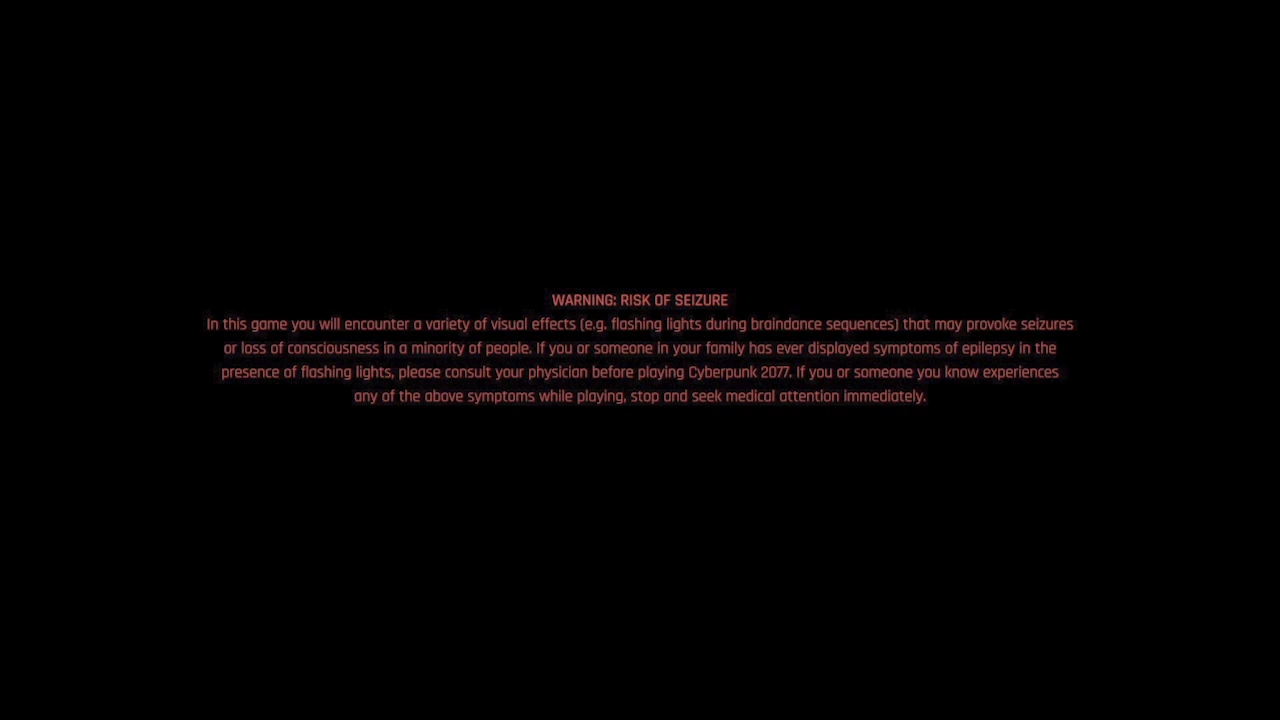 WARNING: RISK OF SEIZURE
In this game you will encounter a variety of visual effects (e.g. flashing lights during braindance sequences) that may provoke seizures
or loss of consciousness in a minority of people. If you or someone in your family has ever displayed symptoms of epilepsy in the
presence of flashing lights, please consult your physician before playing Cyberpunk 2077. If you or someone you know experiences
any of the above symptoms while playing, stop and seek medical attention immediately.